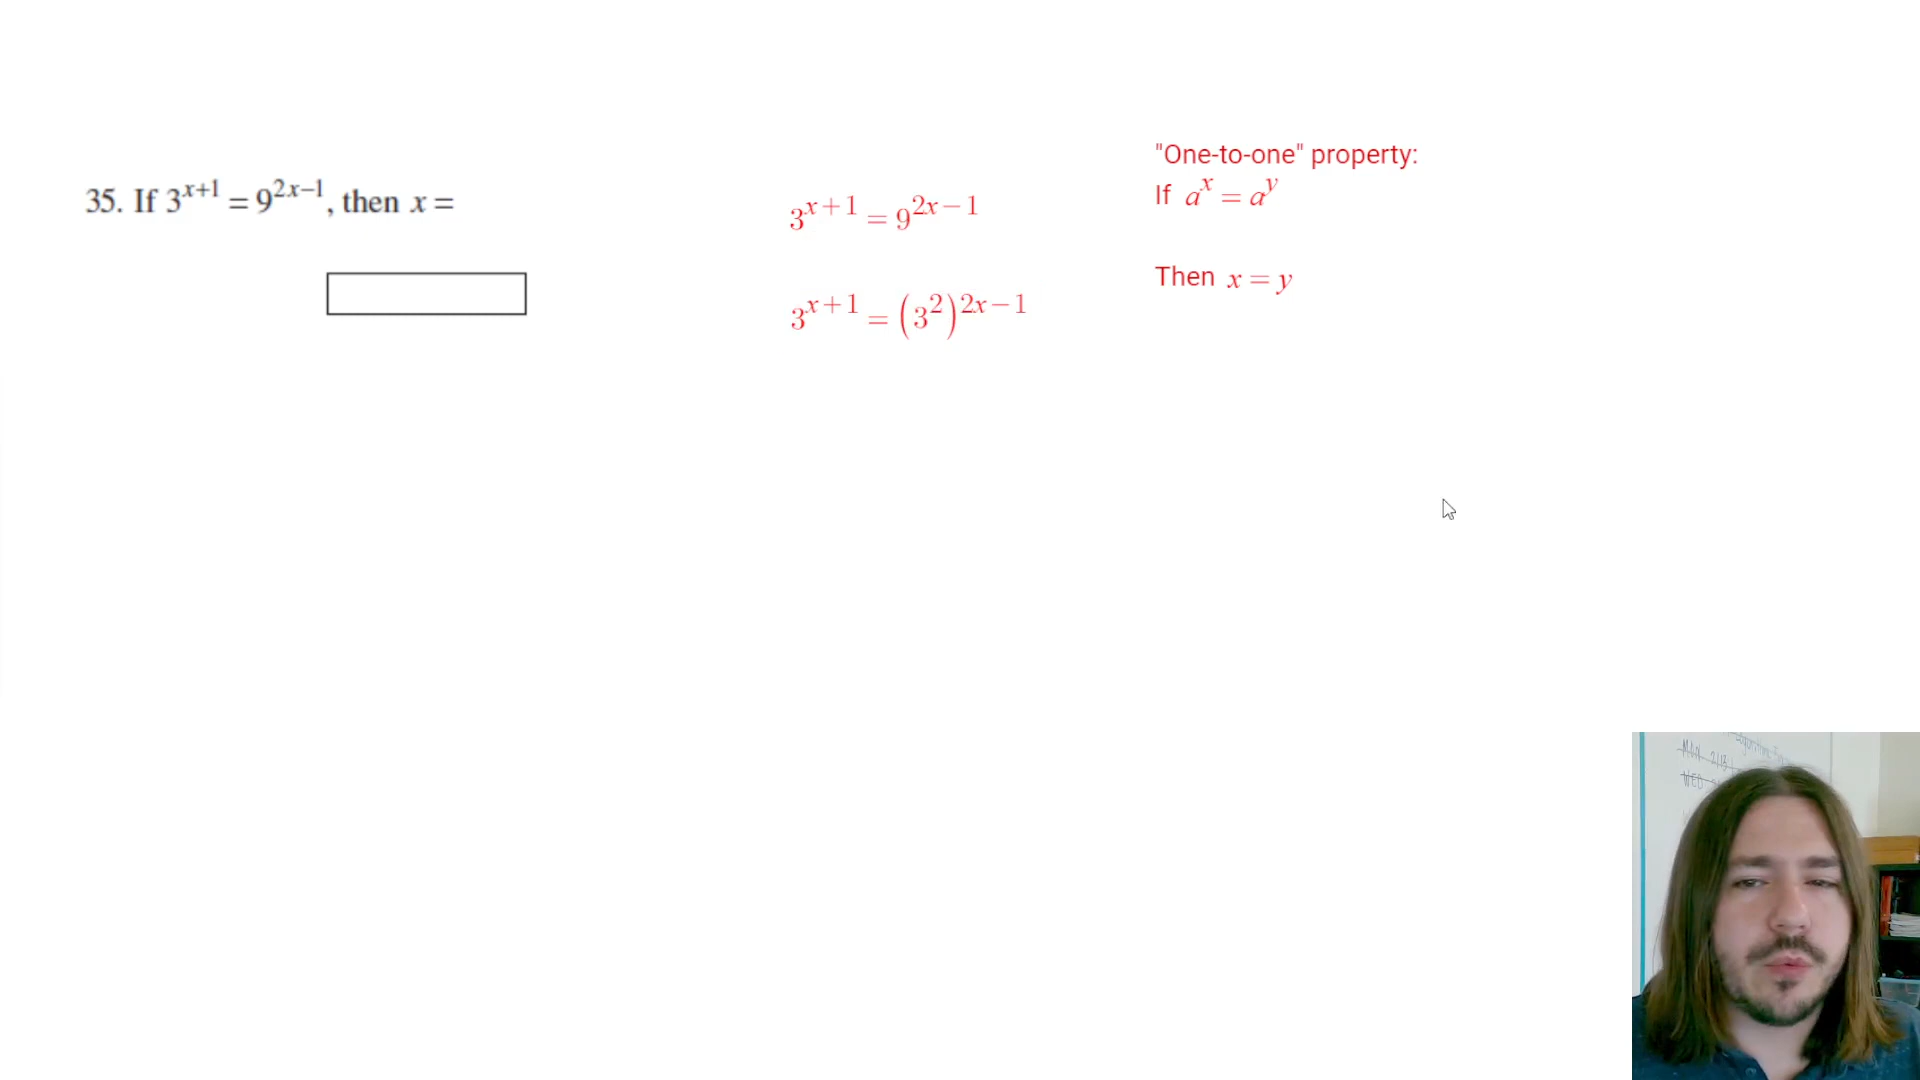 35. If 3^{x+1} = 9^{2x-1}, then x =
3^{x+1} = 9^{2x-1}
3^{x+1} = (3^2)^{2x-1}
"One-to-one" property:
If a^x = a^y
Then x = y
WED